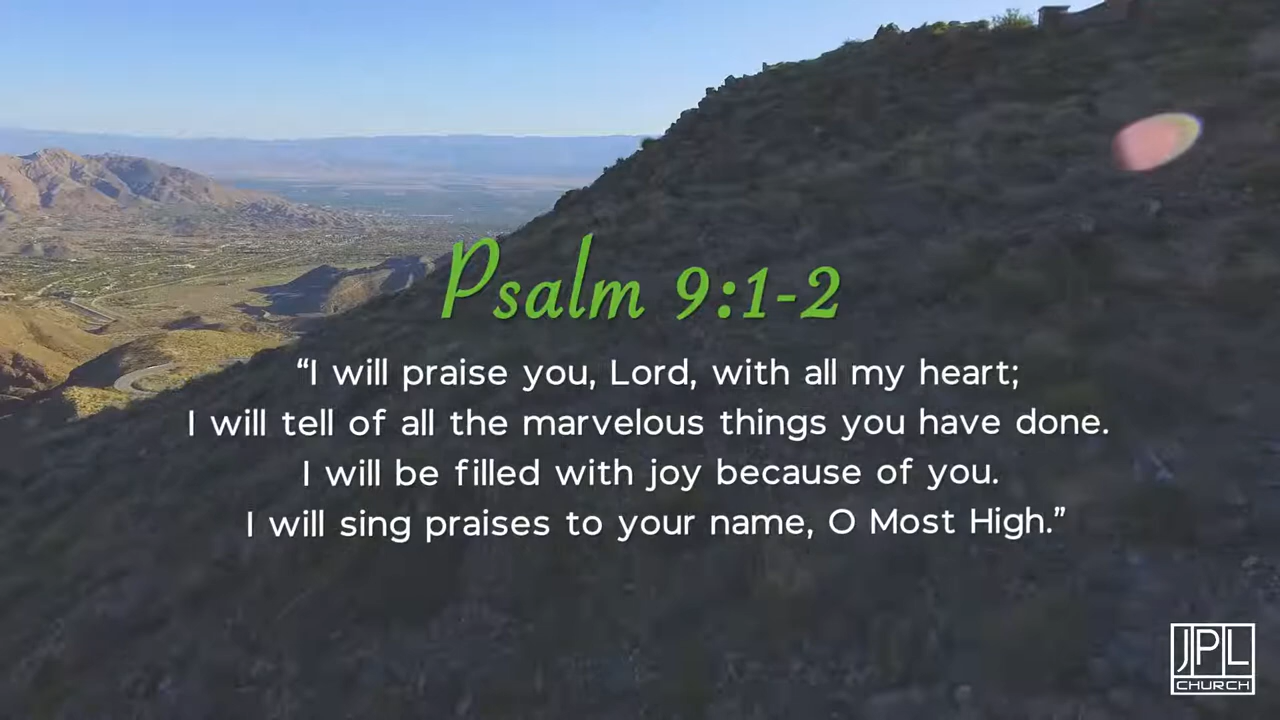 Psalm 9:1-2
“I will praise you, Lord, with all my heart;
I will tell of all the marvelous things you have done.
I will be filled with joy because of you.
I will sing praises to your name, O Most High.”
JPL
CHURCH